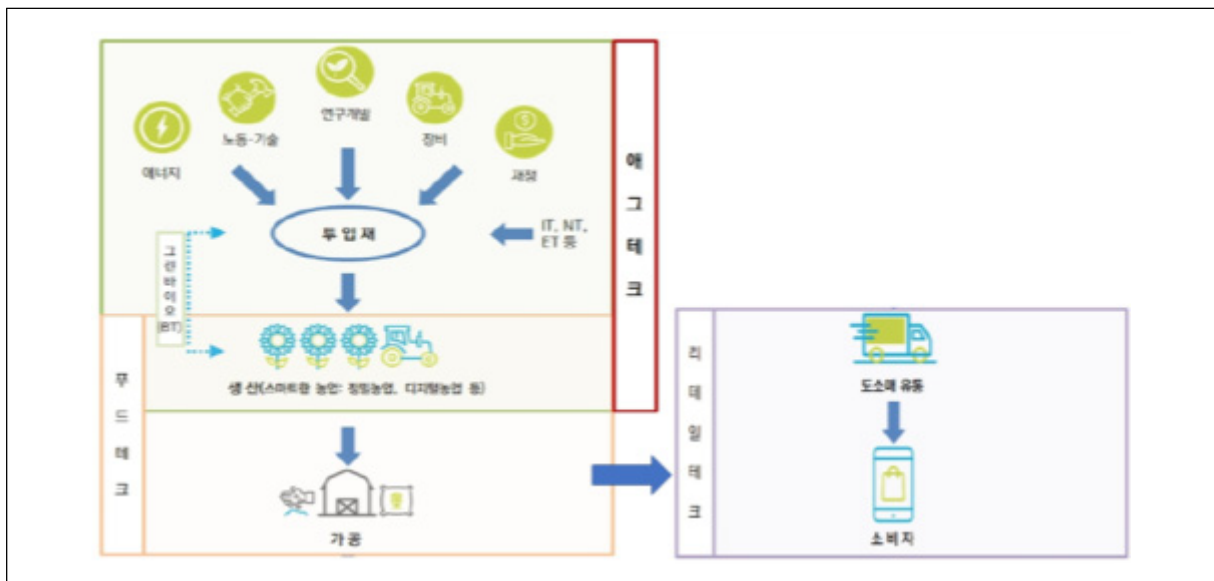 에너지
노동·기술
연구개발
장비
재정
투입재
IT, NT,
ET 등
애그테크
그린바이오
(BT)
생산(스마트한 농업: 정밀농업, 디지털농업 등)
푸드테크
가공
리테일테크
도소매 유통
소비자